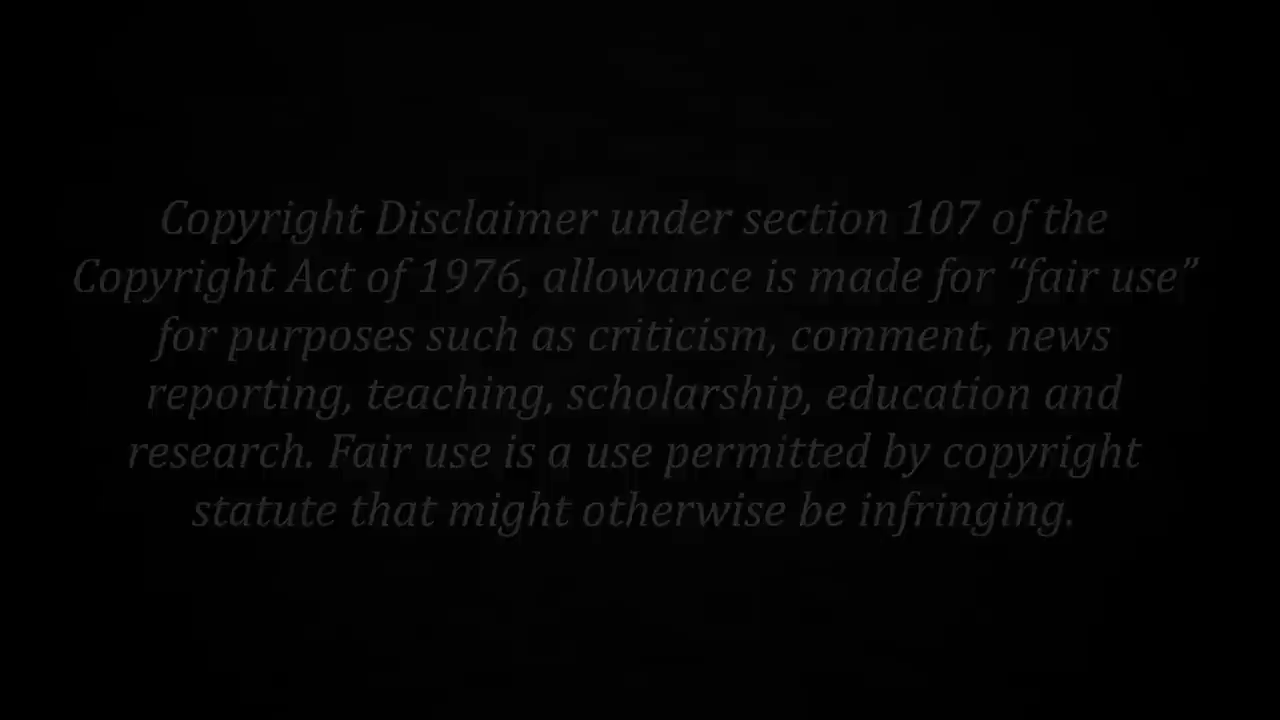 Copyright Disclaimer under section 107 of the
Copyright Act of 1976, allowance is made for “fair use”
for purposes such as criticism, comment, news
reporting, teaching, scholarship, education and
research. Fair use is a use permitted by copyright
statute that might otherwise be infringing.